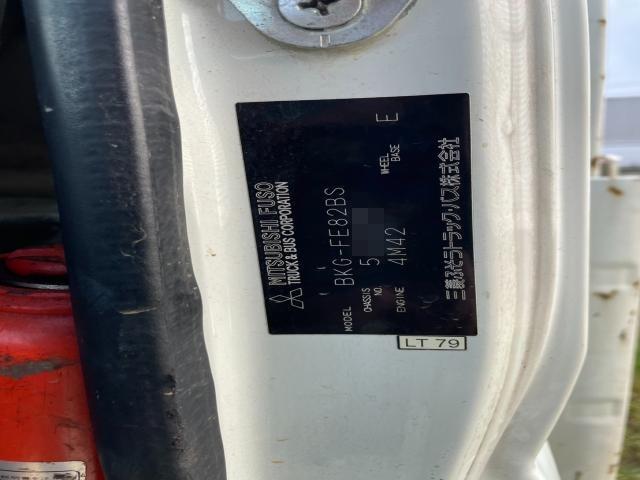 MITSUBISHI FUSO
TRUCK & BUS CORPORATION
MODEL BKG-FE82BS
CHASSIS NO. 5
ENGINE 4M42 WHEEL BASE E
三菱ふそうトラック・バス株式会社
LT 79